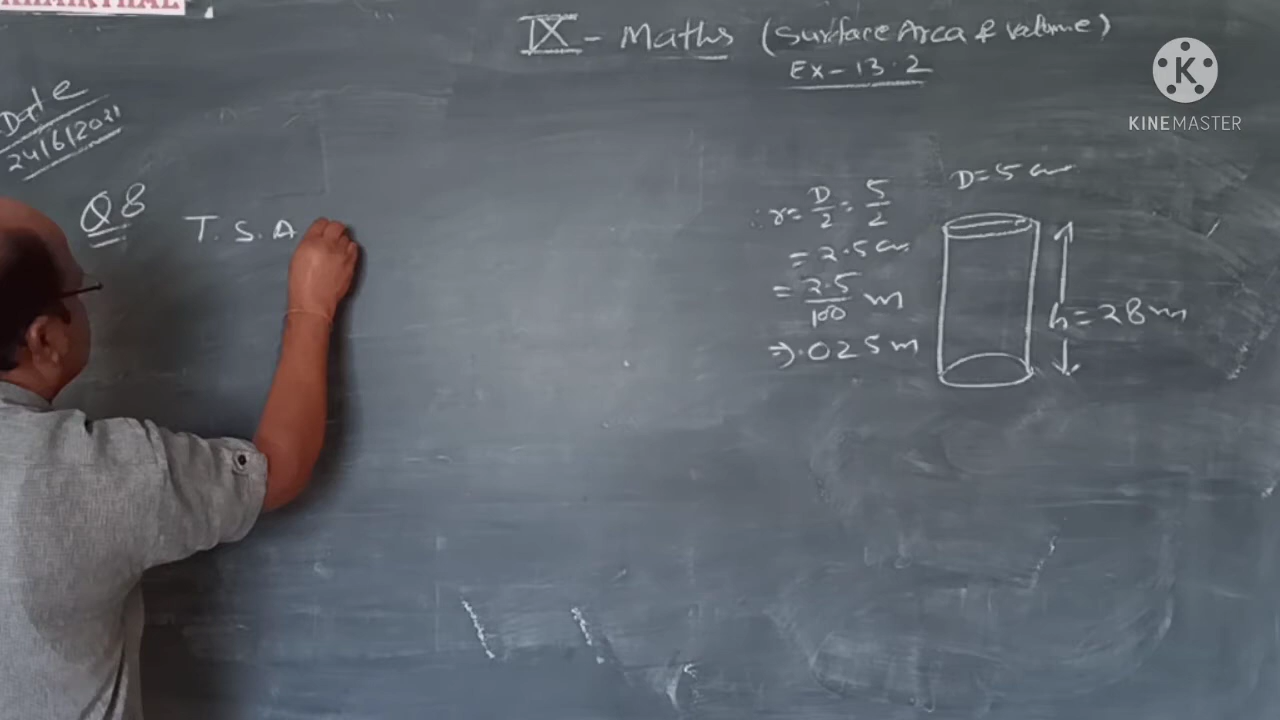 IX - Maths (Surface Area & Volume)
Ex-13.2
KINEMASTER
Date
24/6/2021
Q8 T.S.A
D=5 cm
∴ r = D/2 = 5/2
= 2.5 cm
= 2.5/100 m
⇒ .025 m
h = 28 m